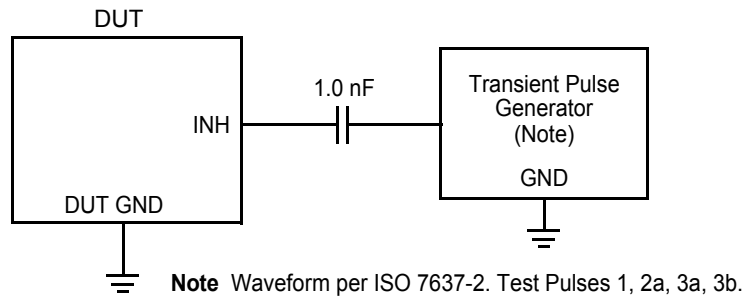 DUT
1.0 nF
INH
DUT GND
Transient Pulse
Generator
(Note)
GND
Note Waveform per ISO 7637-2. Test Pulses 1, 2a, 3a, 3b.